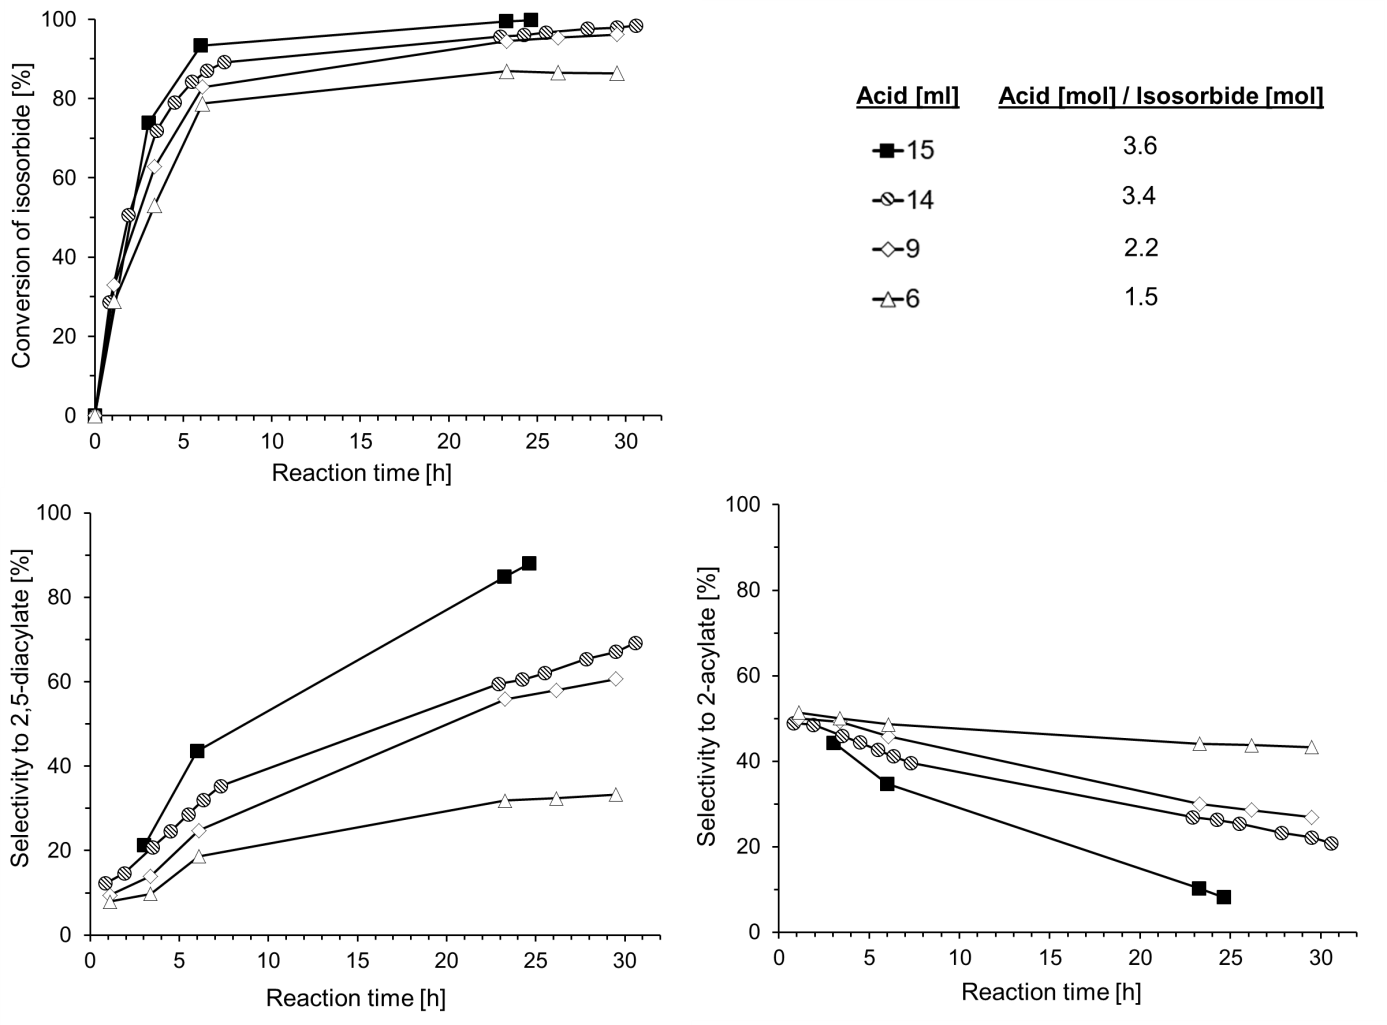 100
80
60
40
20
0
Conversion of isosorbide [%]
0 5 10 15 20 25 30
Reaction time [h]
Acid [ml] Acid [mol] / Isosorbide [mol]
15 3.6
14 3.4
9 2.2
6 1.5
100
80
60
40
20
0
Selectivity to 2,5-diacylate [%]
0 5 10 15 20 25 30
Reaction time [h]
100
80
60
40
20
0
Selectivity to 2-acylate [%]
0 5 10 15 20 25 30
Reaction time [h]